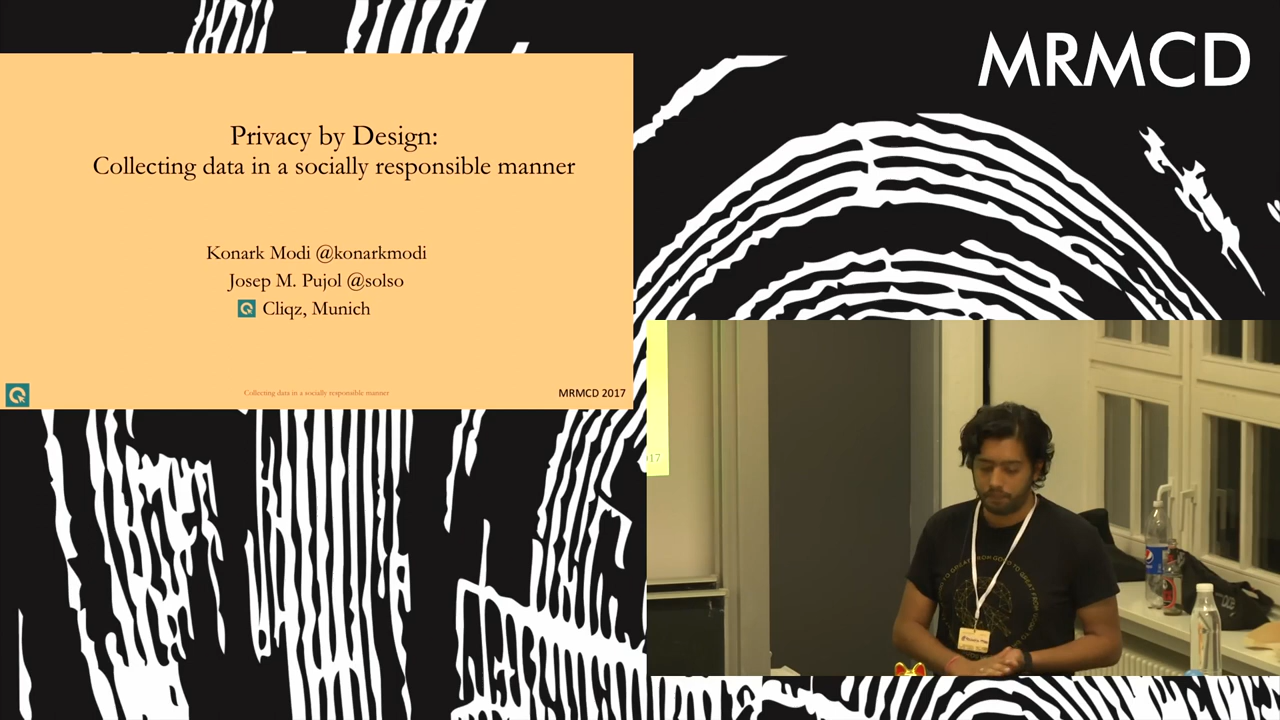 MRMCD
Privacy by Design:
Collecting data in a socially responsible manner
Konark Modi @konarkmodi
Josep M. Pujol @solso
Cliqz, Munich
Collecting data in a socially responsible manner
MRMCD 2017
17